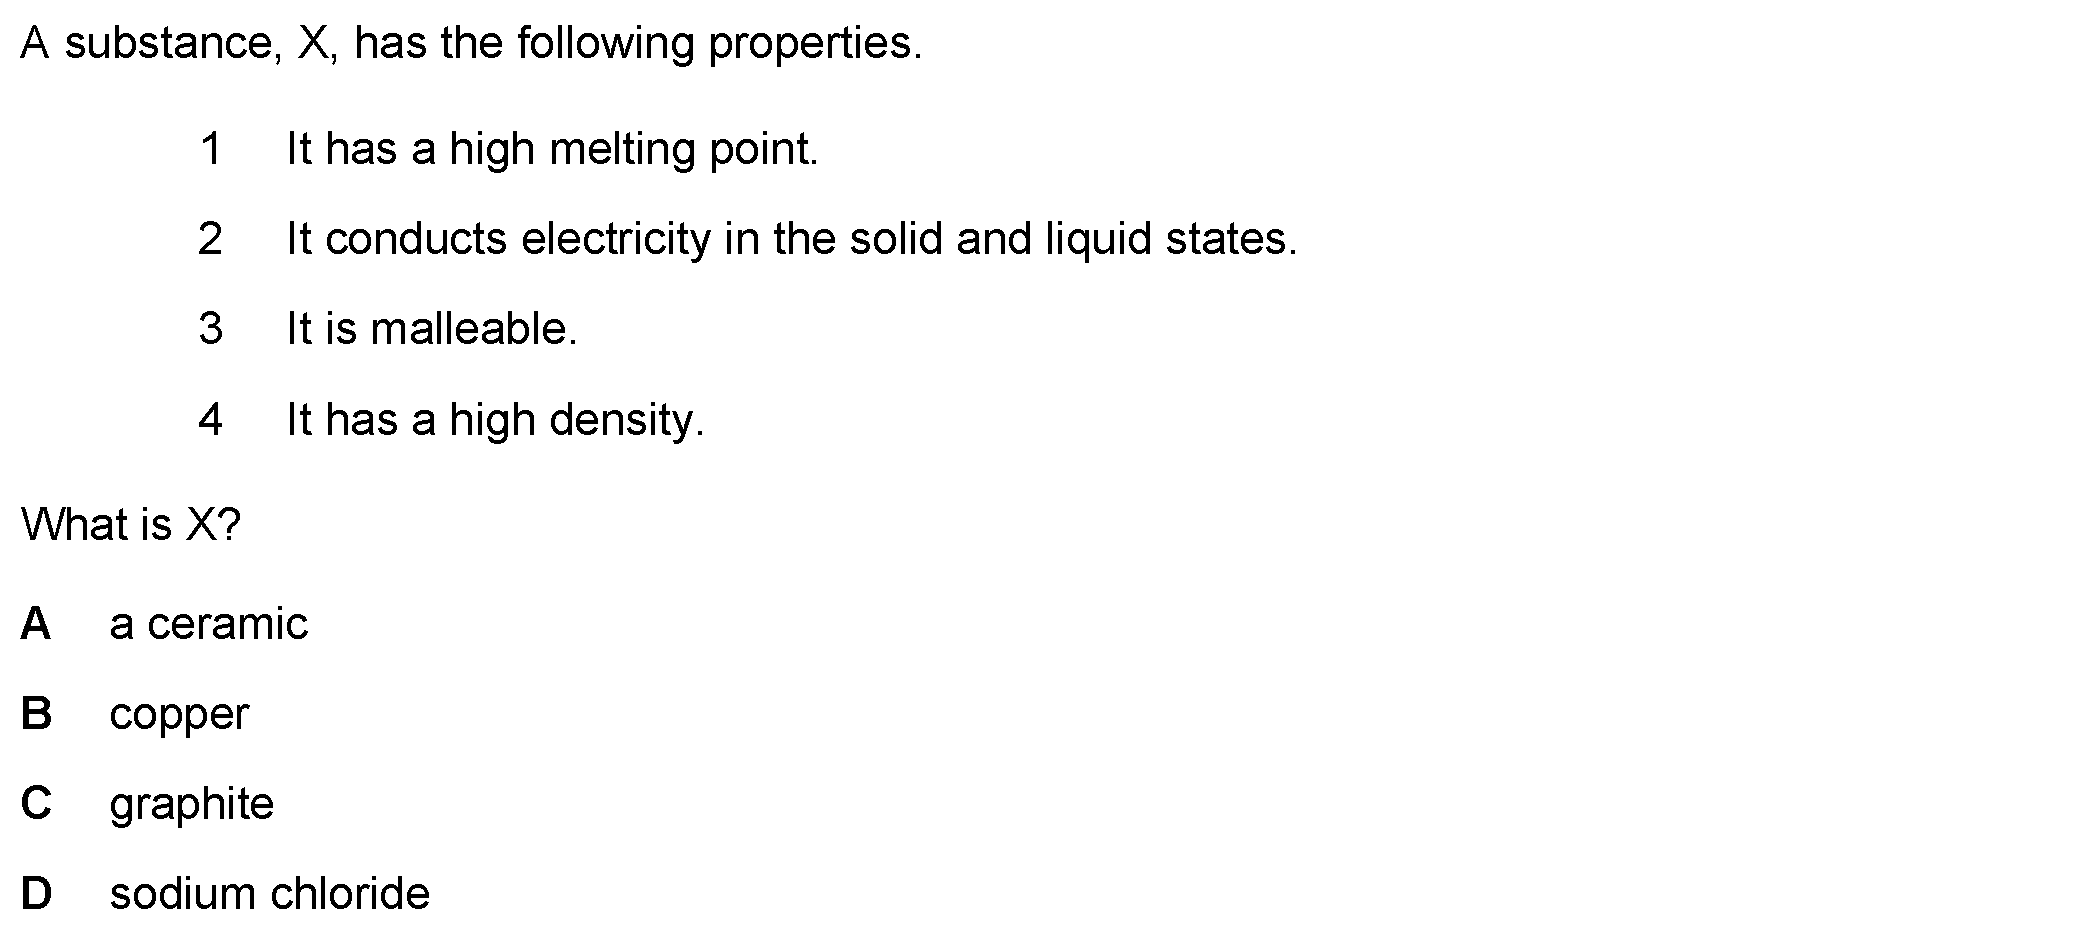 A substance, X, has the following properties.
1 It has a high melting point.
2 It conducts electricity in the solid and liquid states.
3 It is malleable.
4 It has a high density.
What is X?
A a ceramic
B copper
C graphite
D sodium chloride